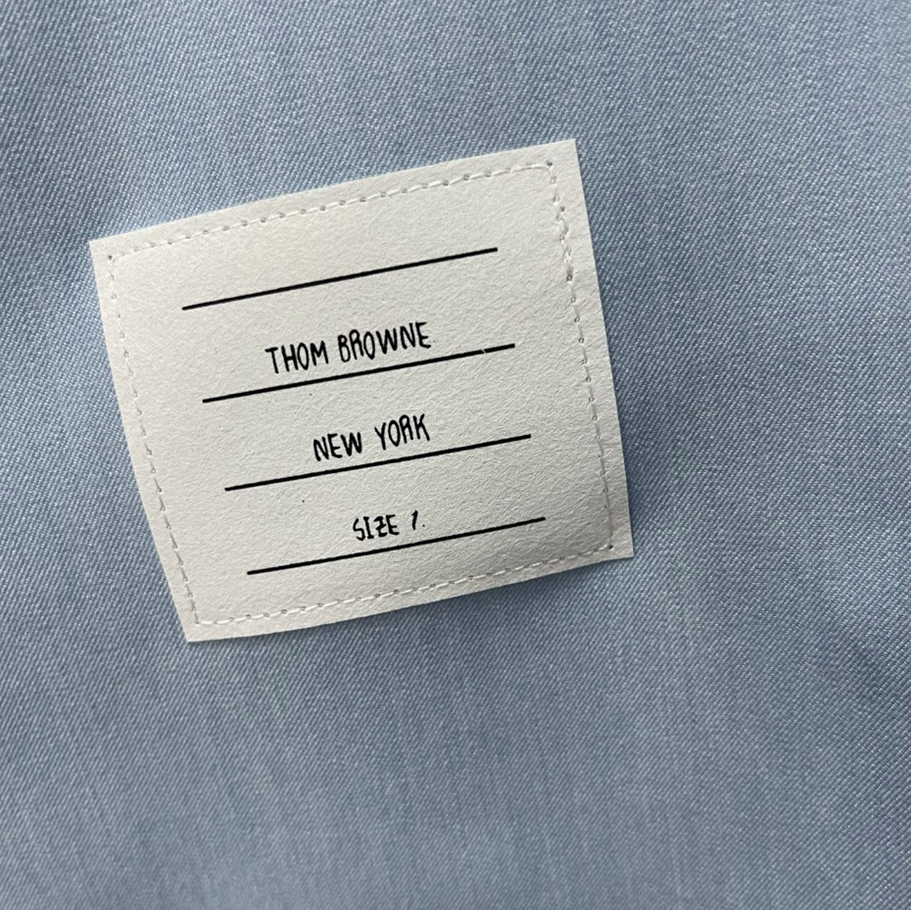 THOM BROWNE.
NEW YORK
SIZE 1.